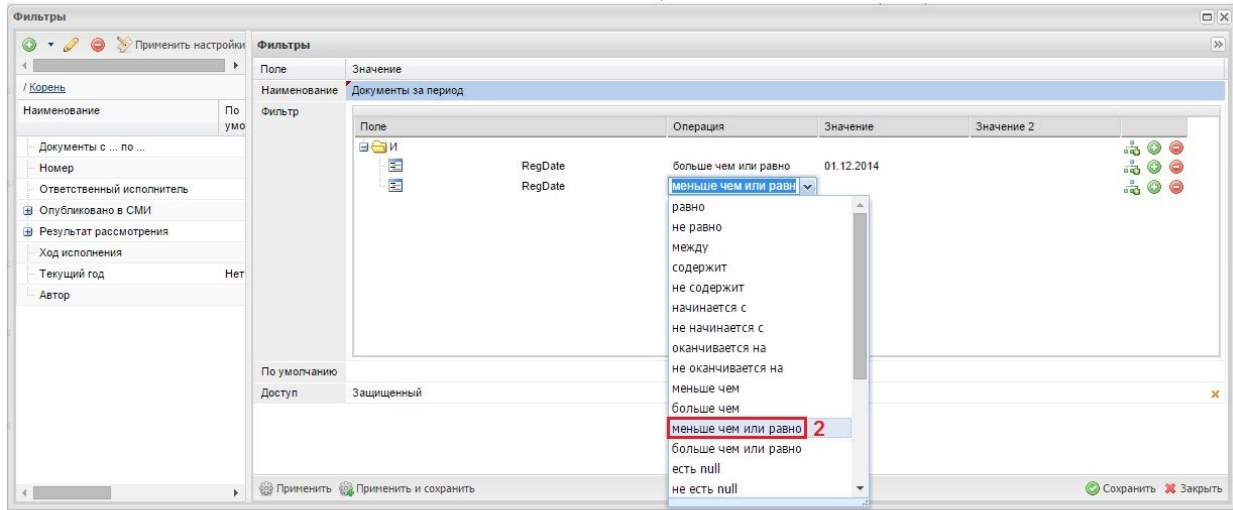 Фильтры
Применить настройки
/ Корень
Наименование По умо
Документы с ... по ...
Номер
Ответственный исполнитель
Опубликовано в СМИ
Результат рассмотрения
Ход исполнения
Текущий год Нет
Автор
Фильтры
Поле Значение
Наименование Документы за период
Фильтр
Поле Операция Значение Значение 2
И
RegDate больше чем или равно 01.12.2014
RegDate меньше чем или равн
равно
не равно
между
содержит
не содержит
начинается с
не начинается с
оканчивается на
не оканчивается на
меньше чем
больше чем
меньше чем или равно 2
больше чем или равно
есть null
не есть null
По умолчанию
Доступ Защищенный
Применить Применить и сохранить Сохранить Закрыть